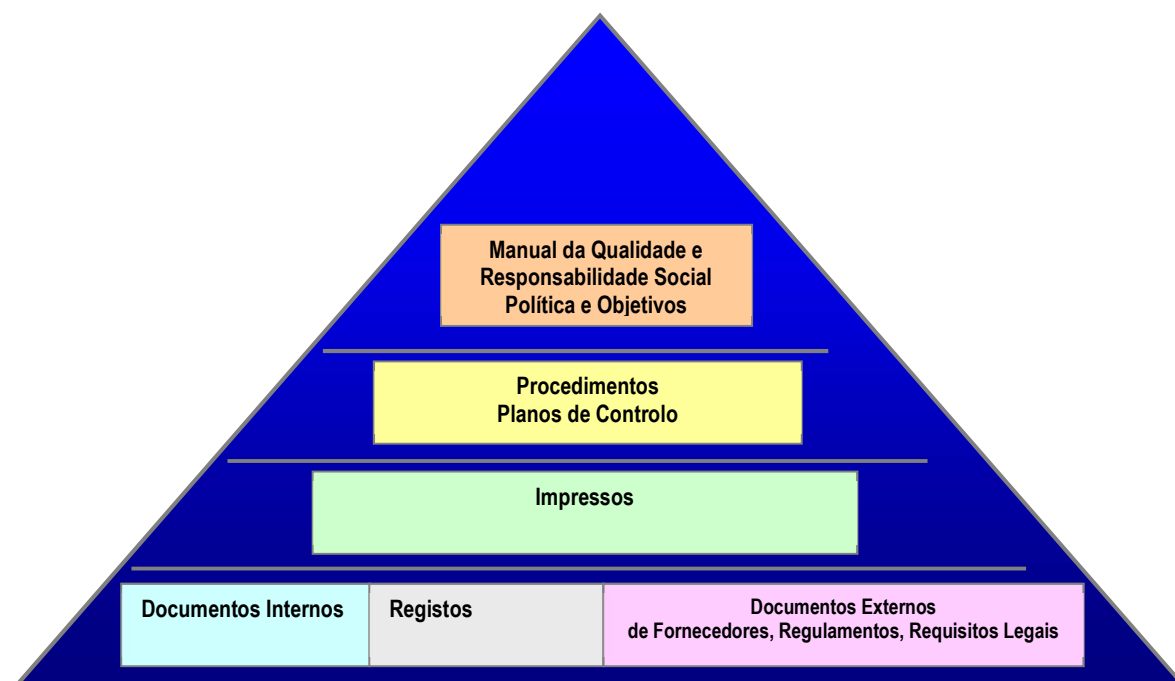 Manual da Qualidade e
Responsabilidade Social
Política e Objetivos
Procedimentos
Planos de Controlo
Impressos
Documentos Internos
Registos
Documentos Externos
de Fornecedores, Regulamentos, Requisitos Legais